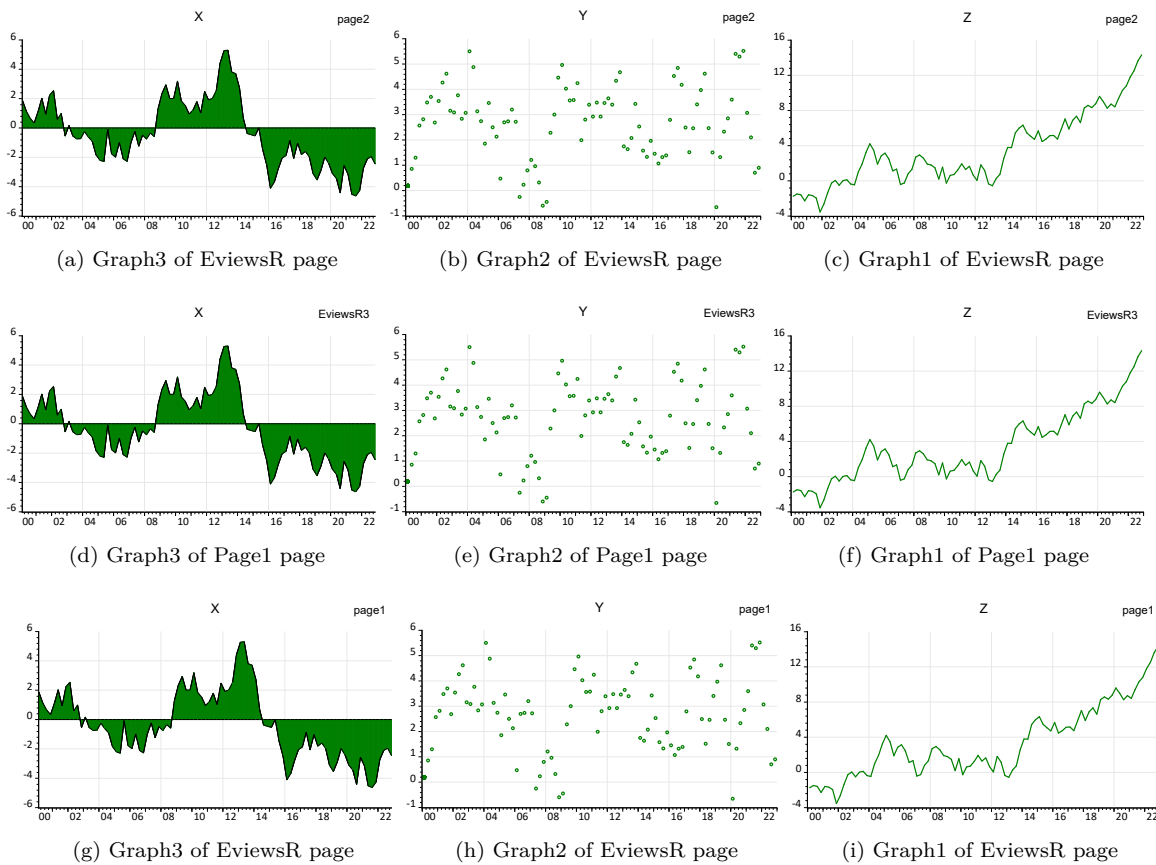 X page2
6
4
2
0
-2
-4
-6
00 02 04 06 08 10 12 14 16 18 20 22
(a) Graph3 of EviewsR page
Y page2
6
5
4
3
2
1
0
-1
00 02 04 06 08 10 12 14 16 18 20 22
(b) Graph2 of EviewsR page
Z page2
16
12
8
4
0
-4
00 02 04 06 08 10 12 14 16 18 20 22
(c) Graph1 of EviewsR page
X EviewsR3
6
4
2
0
-2
-4
-6
00 02 04 06 08 10 12 14 16 18 20 22
(d) Graph3 of Page1 page
Y EviewsR3
6
5
4
3
2
1
0
-1
00 02 04 06 08 10 12 14 16 18 20 22
(e) Graph2 of Page1 page
Z EviewsR3
16
12
8
4
0
-4
00 02 04 06 08 10 12 14 16 18 20 22
(f) Graph1 of Page1 page
X page1
6
4
2
0
-2
-4
-6
00 02 04 06 08 10 12 14 16 18 20 22
(g) Graph3 of EviewsR page
Y page1
6
5
4
3
2
1
0
-1
00 02 04 06 08 10 12 14 16 18 20 22
(h) Graph2 of EviewsR page
Z page1
16
12
8
4
0
-4
00 02 04 06 08 10 12 14 16 18 20 22
(i) Graph1 of EviewsR page